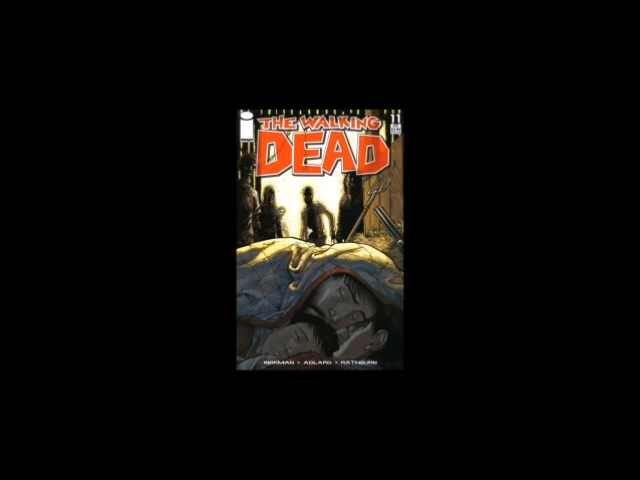 11
THE WALKING
DEAD
KIRKMAN • ADLARD • RATHBURN